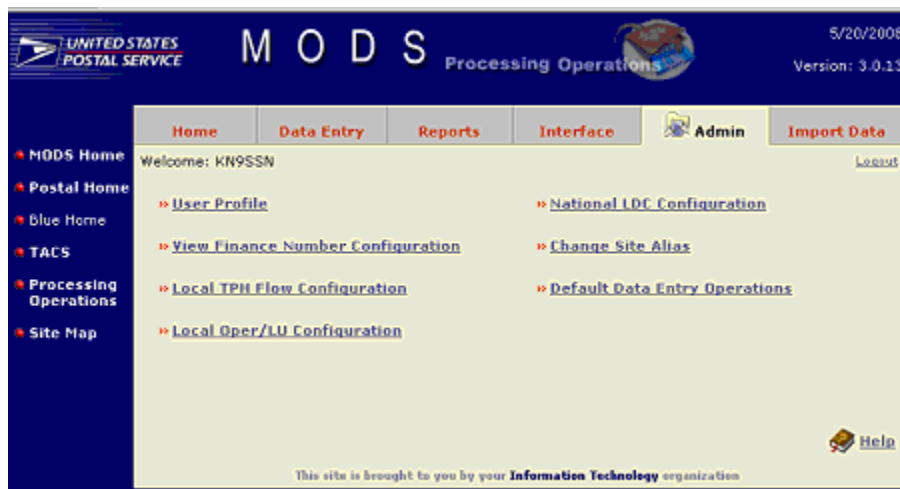 UNITED STATES
POSTAL SERVICE
M O D S
Processing Operations
5/20/2008
Version: 3.0.13
Home
Data Entry
Reports
Interface
Admin
Import Data
MODS Home
Postal Home
Blue Home
TACS
Processing
Operations
Site Map
Welcome: KN9SSN
Logout
» User Profile
» National LDC Configuration
» View Finance Number Configuration
» Change Site Alias
» Local TPH Flow Configuration
» Default Data Entry Operations
» Local Oper/LU Configuration
Help
This site is brought to you by your Information Technology organization